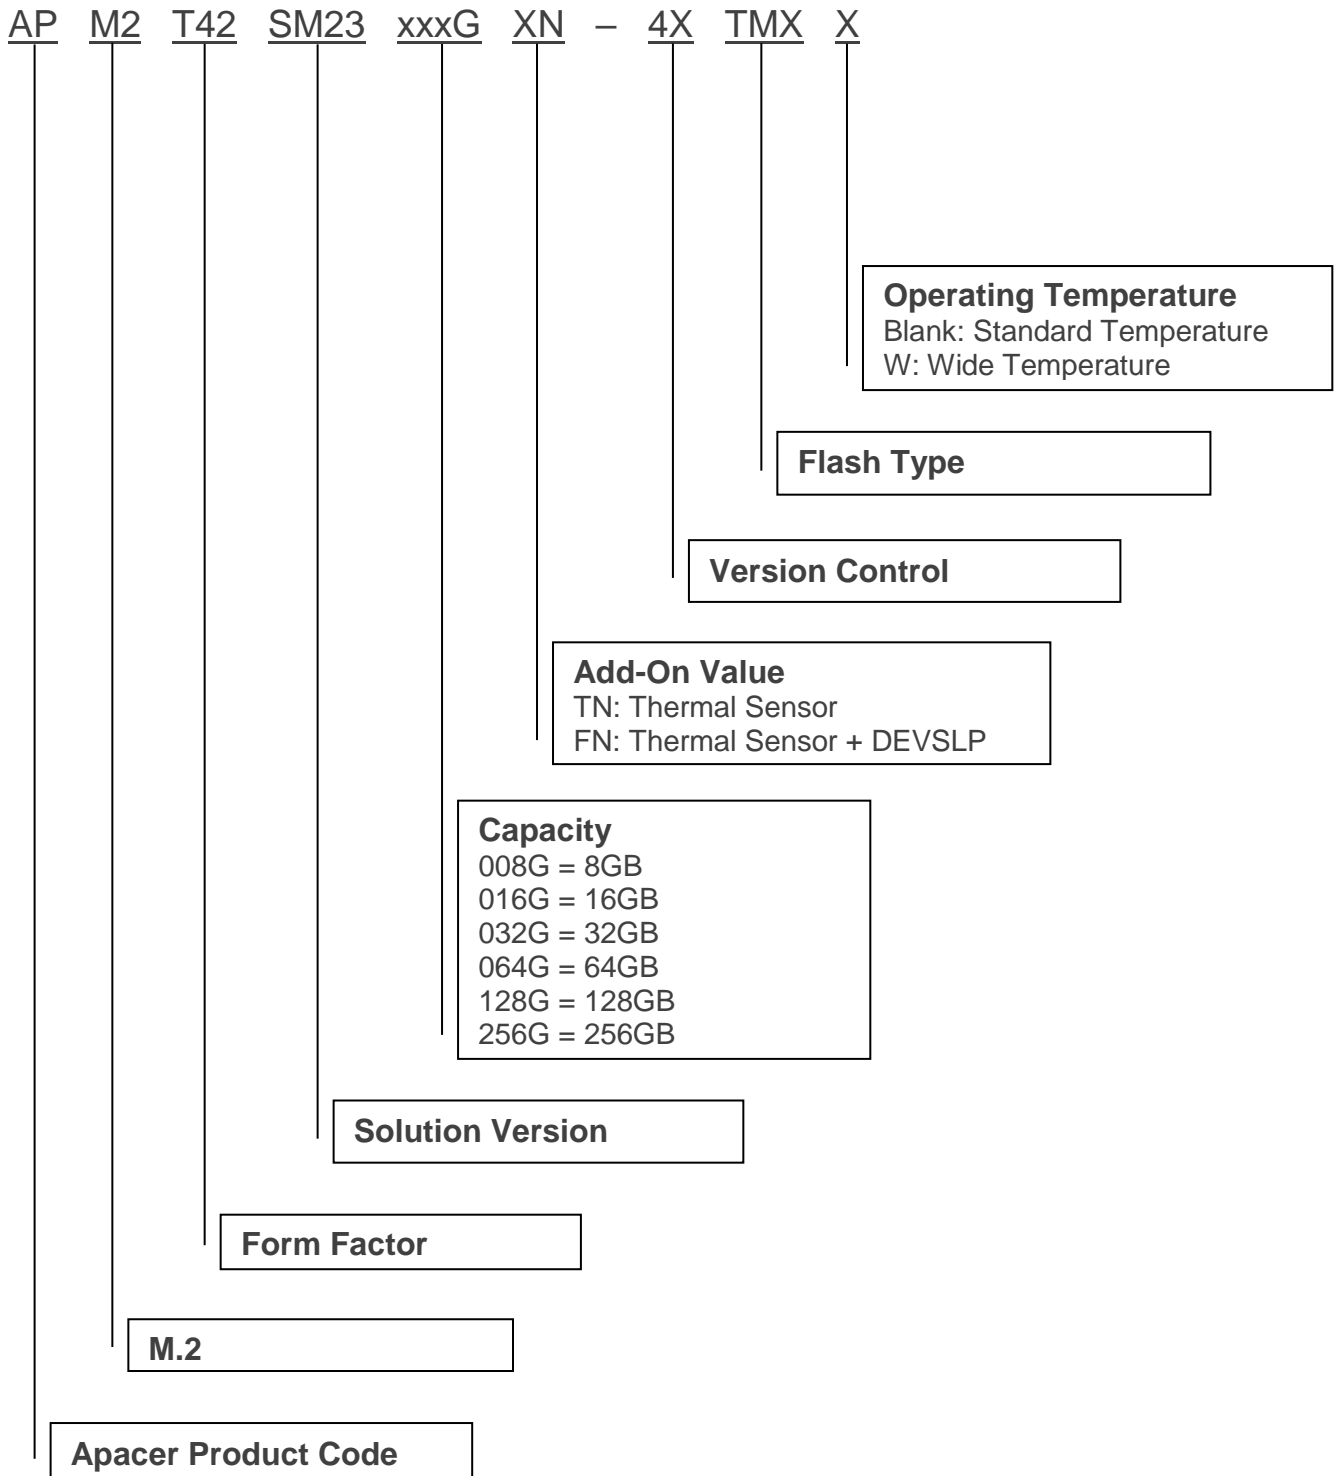 AP M2 T42 SM23 xxxG XN – 4X TMX X
Operating Temperature
Blank: Standard Temperature
W: Wide Temperature
Flash Type
Version Control
Add-On Value
TN: Thermal Sensor
FN: Thermal Sensor + DEVSLP
Capacity
008G = 8GB
016G = 16GB
032G = 32GB
064G = 64GB
128G = 128GB
256G = 256GB
Solution Version
Form Factor
M.2
Apacer Product Code